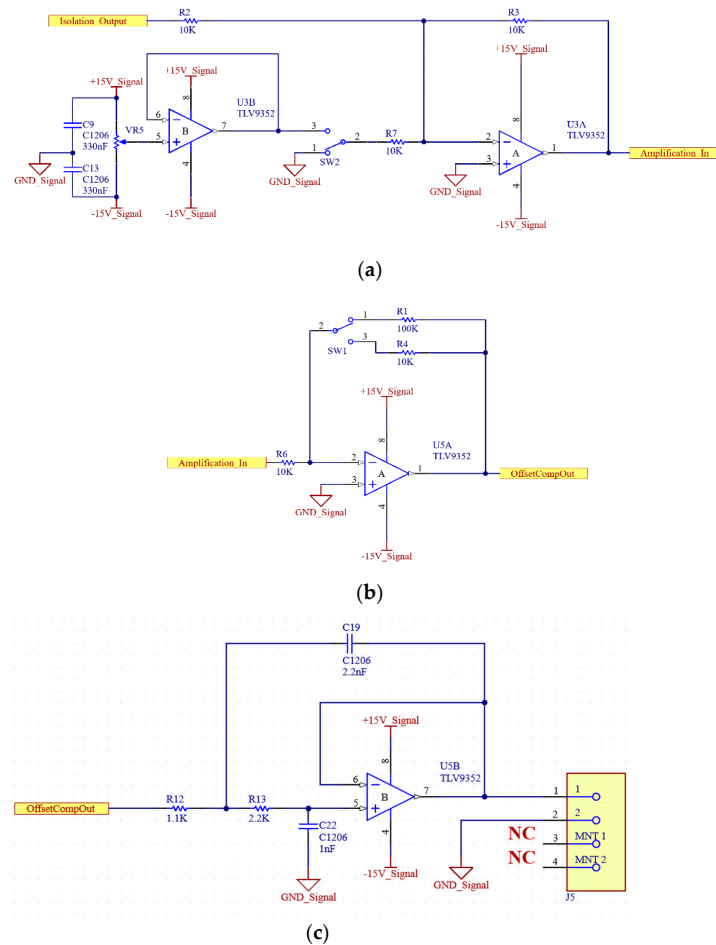 Isolation_Output
R2
10K
R3
10K
+15V_Signal
+15V_Signal
+15V_Signal
U3B
TLV9352
U3A
TLV9352
C9
C1206
330nF
VR5
6
8
B
5
7
4
3
2
1
SW2
R7
10K
2
8
A
3
1
4
Amplification_In
GND_Signal
C13
C1206
330nF
GND_Signal
GND_Signal
-15V_Signal
-15V_Signal
-15V_Signal
(a)
R1
100K
2
1
3
SW1
R4
10K
+15V_Signal
U5A
TLV9352
Amplification_In
R6
10K
2
8
A
3
1
4
OffsetCompOut
GND_Signal
-15V_Signal
(b)
C19
C1206
2.2nF
+15V_Signal
U5B
TLV9352
6
8
B
5
7
4
OffsetCompOut
R12
1.1K
R13
2.2K
C22
C1206
1nF
GND_Signal
-15V_Signal
GND_Signal
1
1
2
2
NC
3
MNT 1
NC
4
MNT 2
J5
(c)